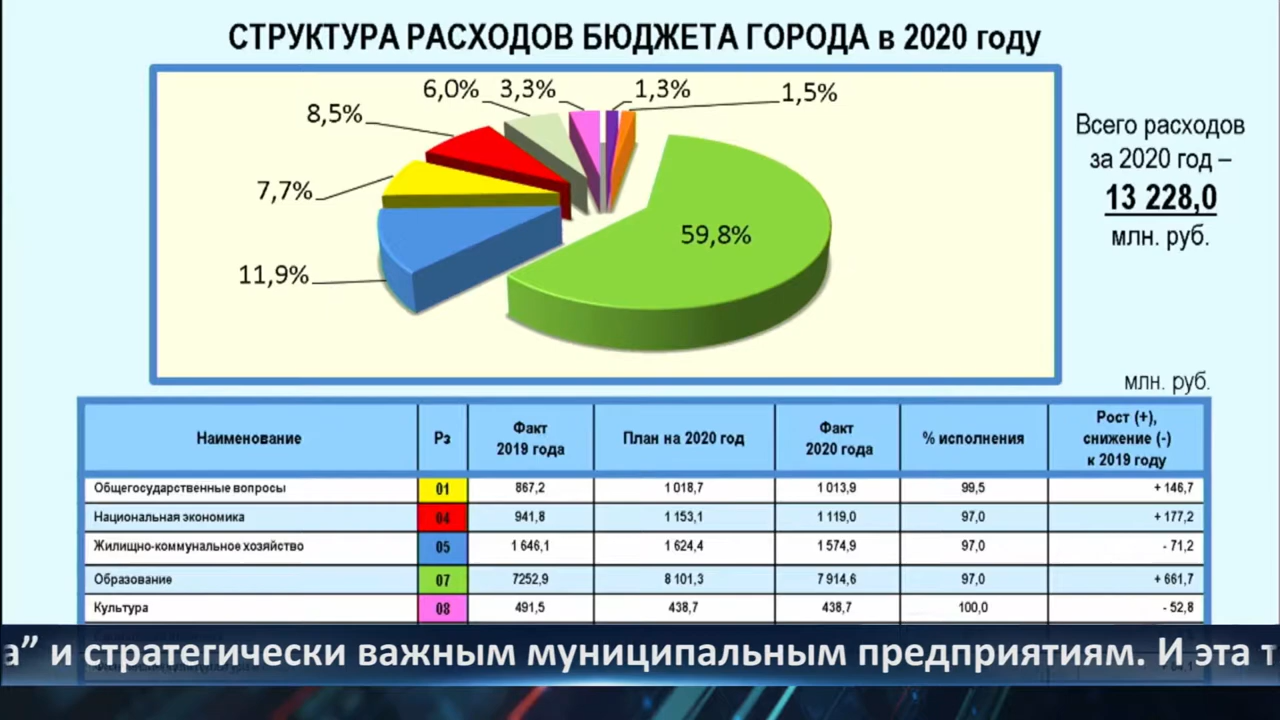 СТРУКТУРА РАСХОДОВ БЮДЖЕТА ГОРОДА в 2020 году
6,0% 3,3% 1,3% 1,5%
8,5%
7,7%
59,8%
11,9%
Всего расходов
за 2020 год –
13 228,0
млн. руб.
млн. руб.
Наименование Рз Факт 2019 года План на 2020 год Факт 2020 года % исполнения Рост (+), снижение (-) к 2019 году
Общегосударственные вопросы 01 867,2 1 018,7 1 013,9 99,5 + 146,7
Национальная экономика 04 941,8 1 153,1 1 119,0 97,0 + 177,2
Жилищно-коммунальное хозяйство 05 1 646,1 1 624,4 1 574,9 97,0 - 71,2
Образование 07 7252,9 8 101,3 7 914,6 97,0 + 661,7
Культура 08 491,5 438,7 438,7 100,0 - 52,8
а” и стратегически важным муниципальным предприятиям. И эта т